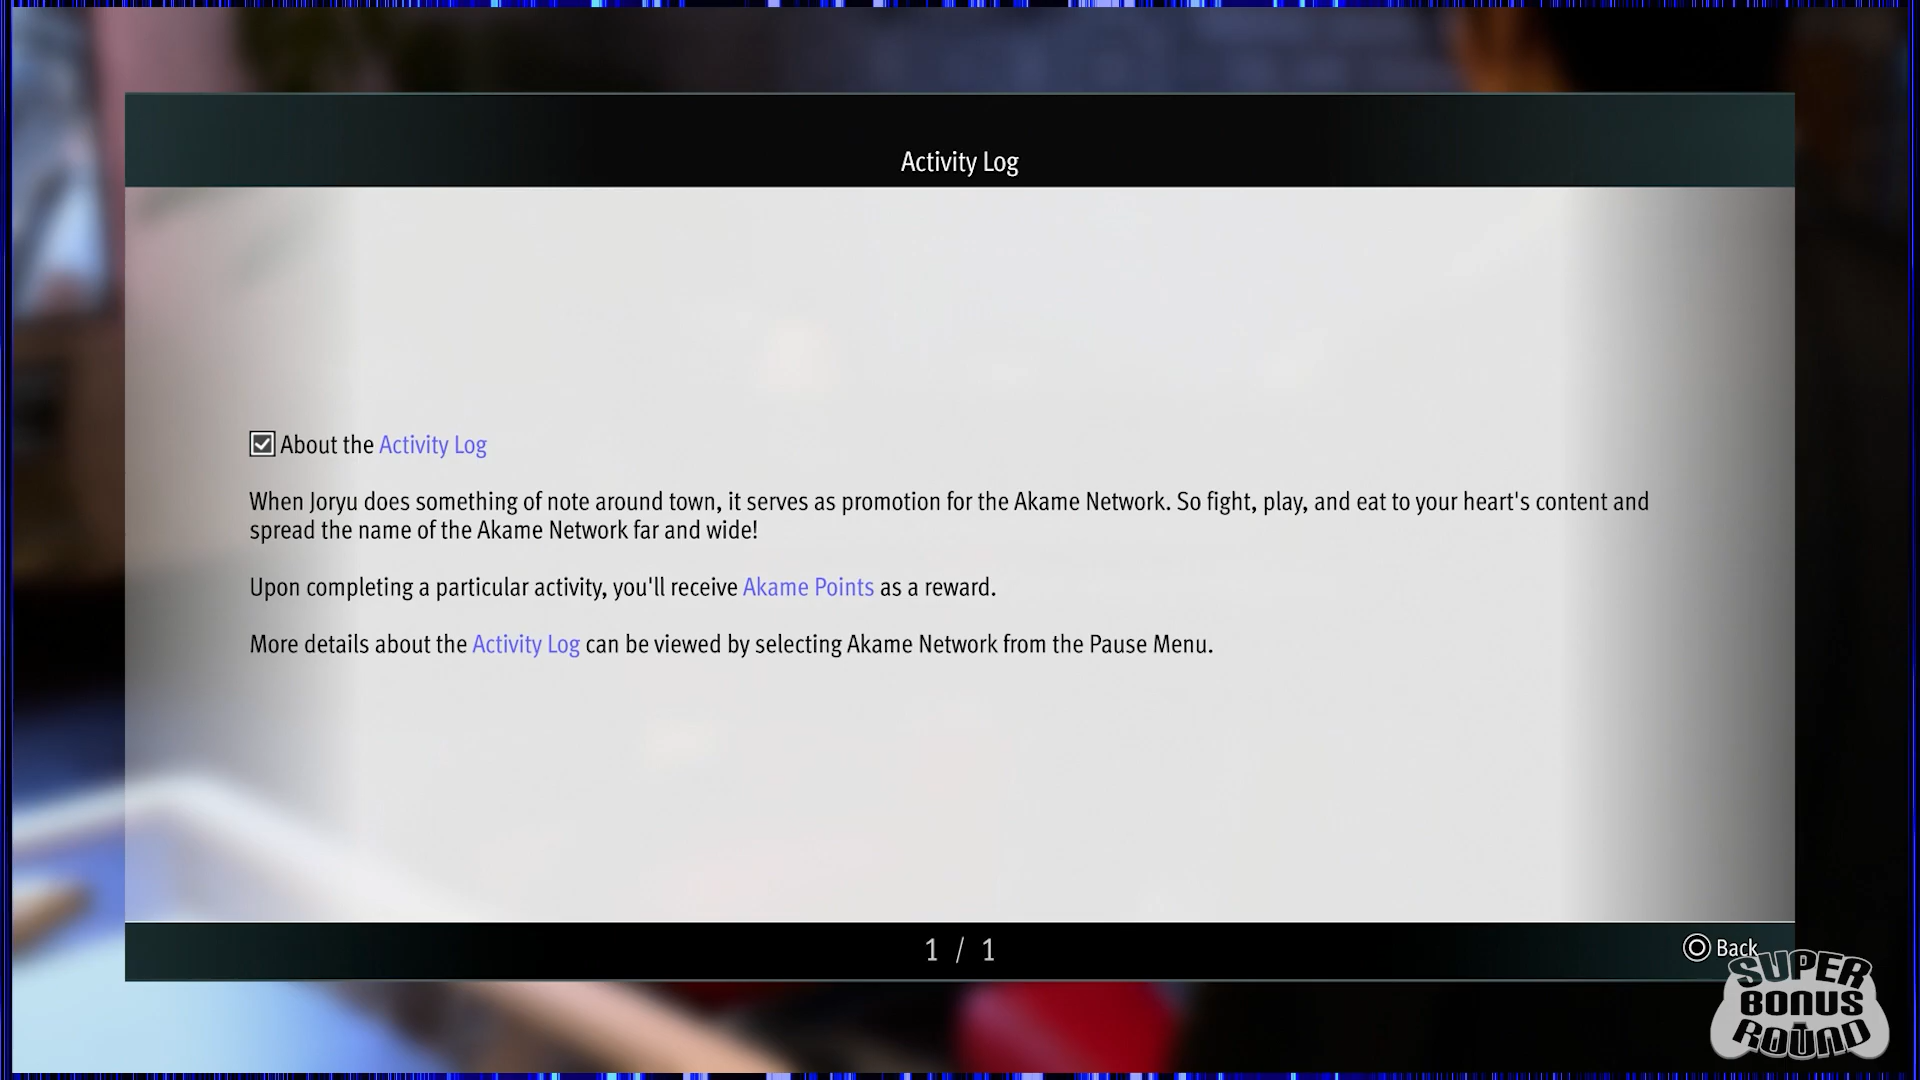 Activity Log
About the Activity Log
When Joryu does something of note around town, it serves as promotion for the Akame Network. So fight, play, and eat to your heart's content and
spread the name of the Akame Network far and wide!
Upon completing a particular activity, you'll receive Akame Points as a reward.
More details about the Activity Log can be viewed by selecting Akame Network from the Pause Menu.
1 / 1
Back
SUPER
BONUS
ROUND